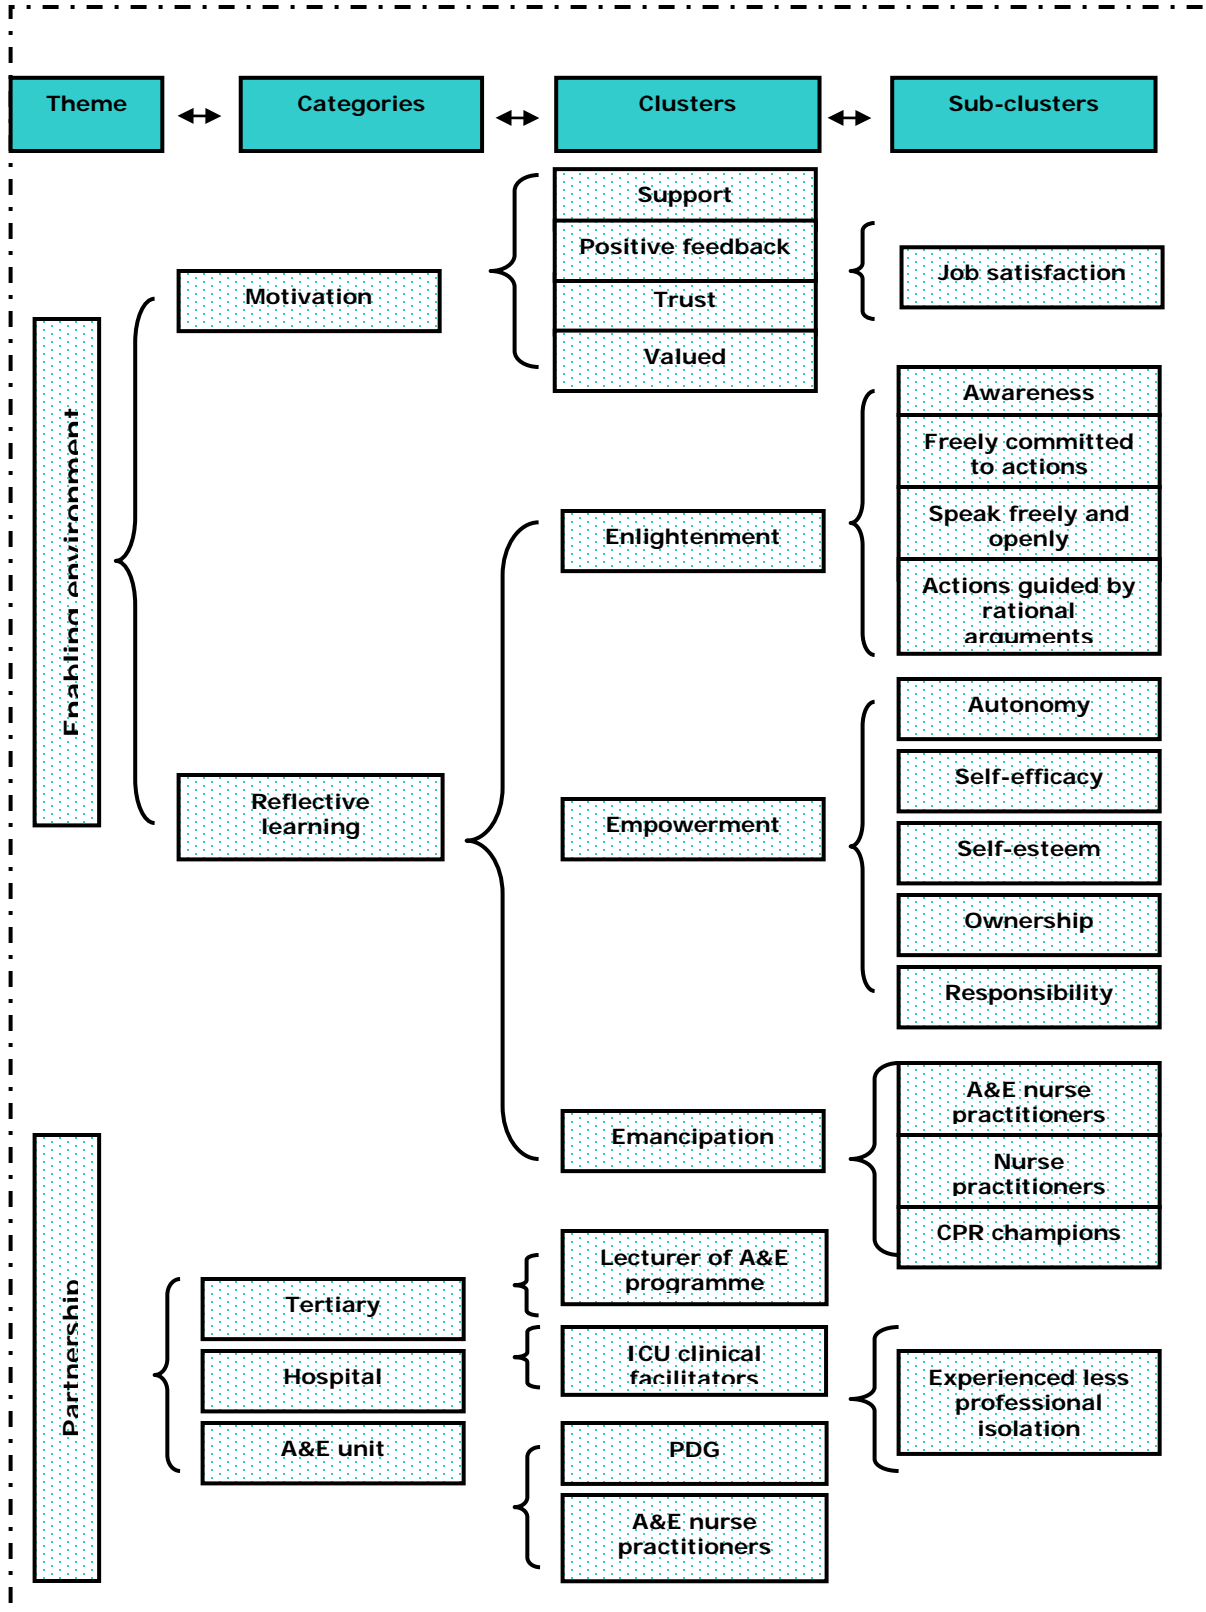 Theme
Categories
Clusters
Sub-clusters
Enabling environment
Motivation
Support
Positive feedback
Trust
Valued
Job satisfaction
Reflective
learning
Enlightenment
Awareness
Freely committed
to actions
Speak freely and
openly
Actions guided by
rational
arguments
Empowerment
Autonomy
Self-efficacy
Self-esteem
Ownership
Responsibility
Emancipation
A&E nurse
practitioners
Nurse
practitioners
CPR champions
Partnership
Tertiary
Hospital
A&E unit
Lecturer of A&E
programme
ICU clinical
facilitators
PDG
A&E nurse
practitioners
Experienced less
professional
isolation